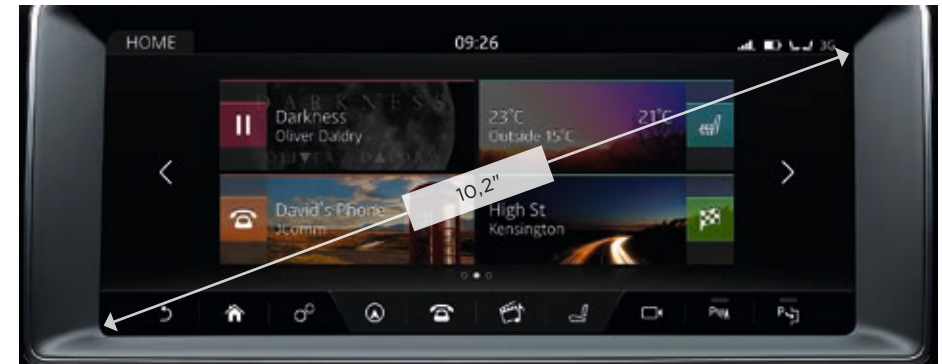 HOME
09:26
3G
DARKNESS
Darkness
Oliver Daldry
23°C
21°C
Outside 15°C
10,2"
David's Phone
JComm
High St
Kensington